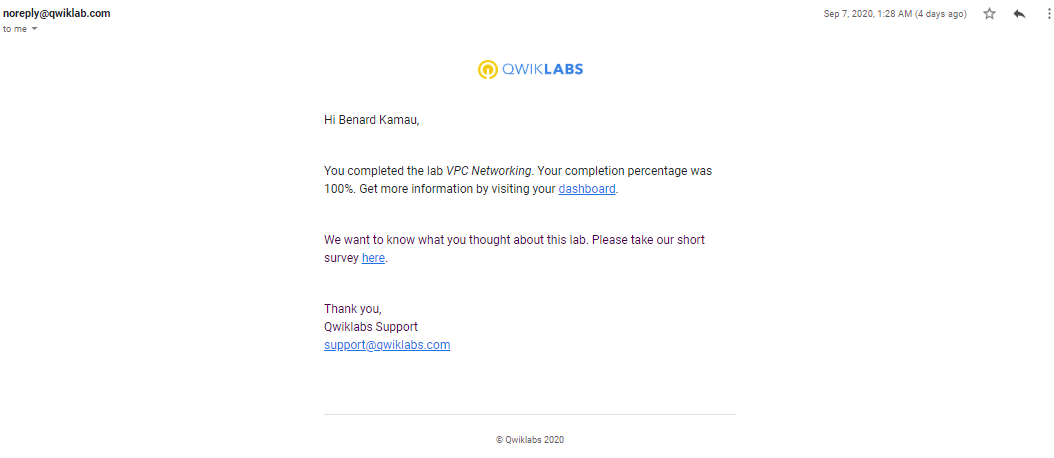 noreply@qwiklab.com
Sep 7, 2020, 1:28 AM (4 days ago)
to me
QWIKLABS
Hi Benard Kamau,
You completed the lab VPC Networking. Your completion percentage was
100%. Get more information by visiting your dashboard.
We want to know what you thought about this lab. Please take our short
survey here.
Thank you,
Qwiklabs Support
support@qwiklabs.com
© Qwiklabs 2020